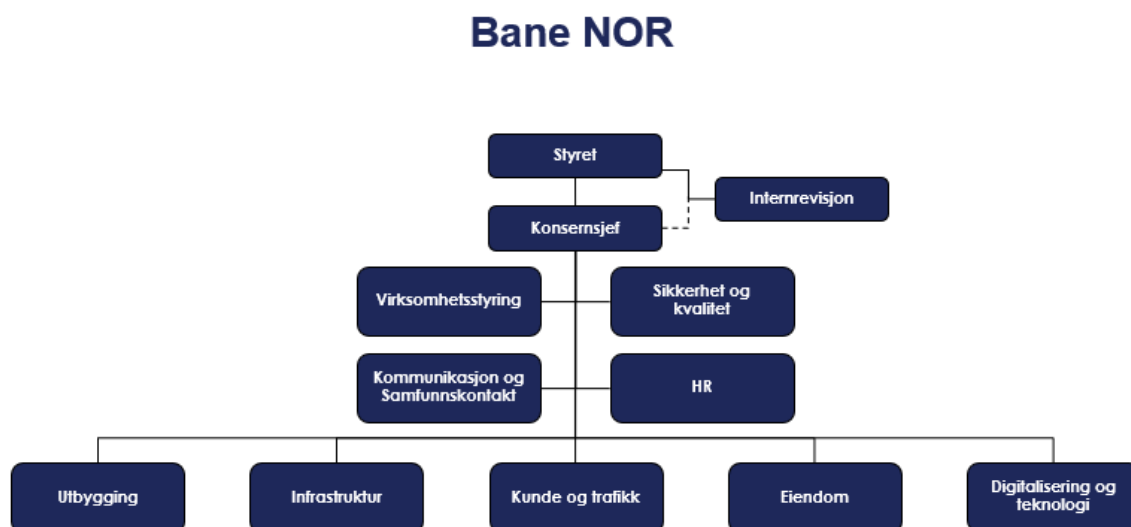 Bane NOR
Styret
Internrevisjon
Konsernsjef
Virksomhetsstyring
Sikkerhet og
kvalitet
Kommunikasjon og
Samfunnskontakt
HR
Utbygging
Infrastruktur
Kunde og trafikk
Eiendom
Digitalisering og
teknologi